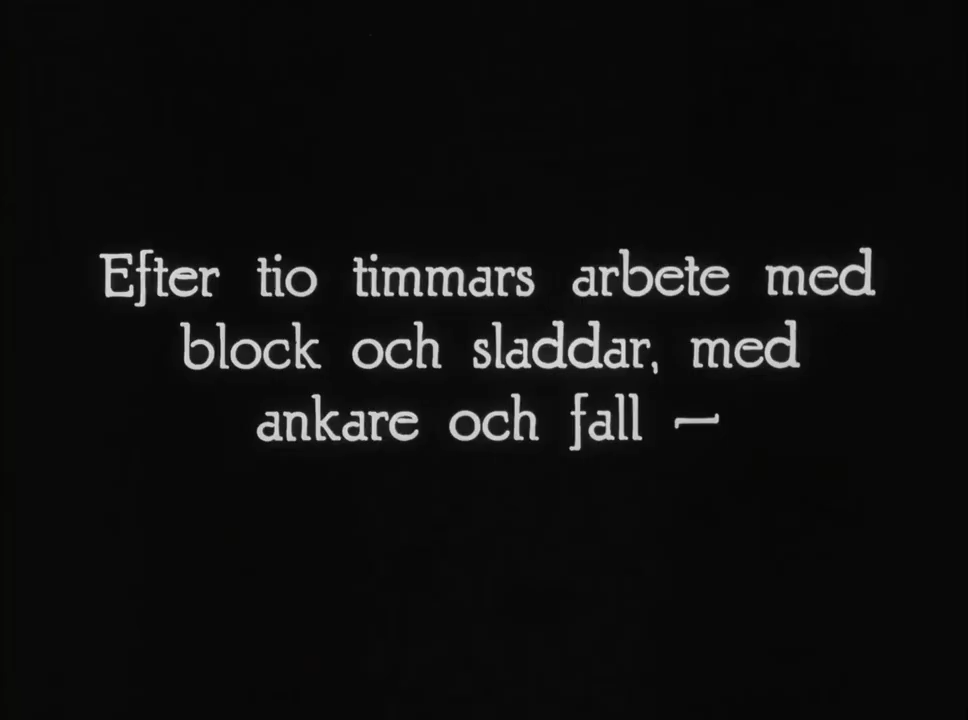 Efter tio timmars arbete med
block och sladdar, med
ankare och fall —